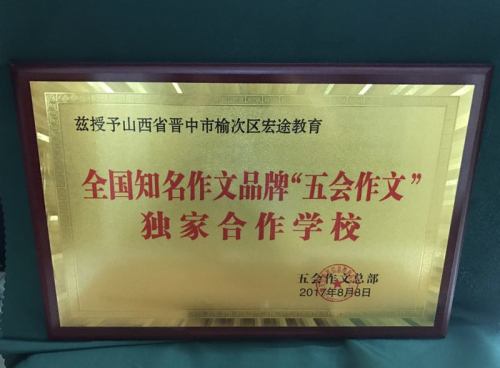 兹授予山西省晋中市榆次区宏途教育
全国知名作文品牌“五会作文”
独家合作学校
五会作文总部
2017年8月8日